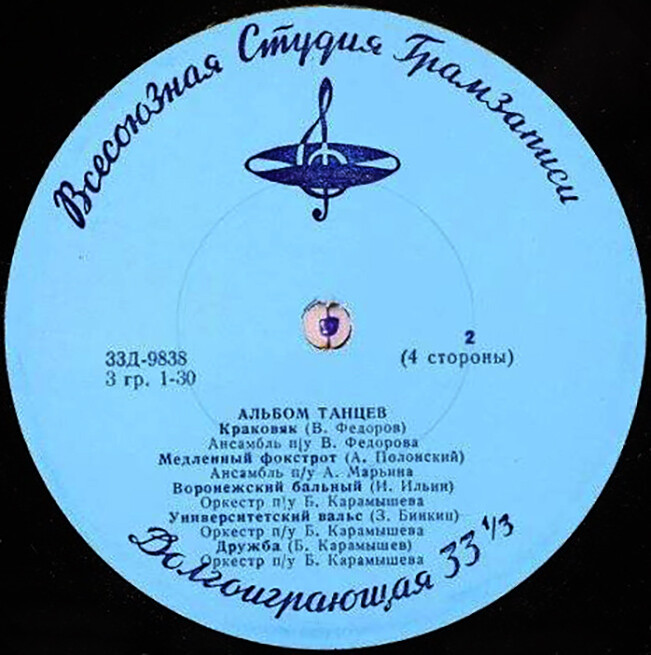 Всесоюзная Студия Грамзаписи
33Д-9838
3 гр. 1-30
2
(4 стороны)
АЛЬБОМ ТАНЦЕВ
Краковяк (В. Федоров)
Ансамбль п/у В. Федорова
Медленный фокстрот (А. Полонский)
Ансамбль п/у А. Марьина
Воронежский бальный (И. Ильин)
Оркестр п/у Б. Карамышева
Университетский вальс (З. Бинкин)
Оркестр п/у Б. Карамышева
Дружба (Б. Карамышев)
Оркестр п/у Б. Карамышева
Долгоиграющая 33 1/3